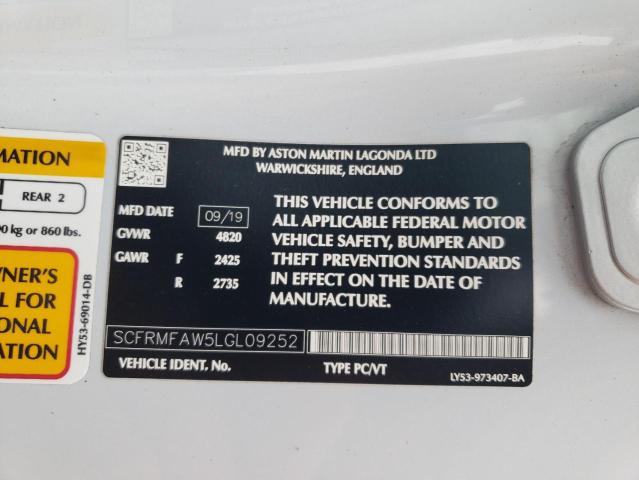 MATION
REAR 2
kg or 860 lbs.
WNER'S
L FOR
ONAL
ATION
HY53-69014-DB
MFD BY ASTON MARTIN LAGONDA LTD
WARWICKSHIRE, ENGLAND
MFD DATE 09/19
GVWR 4820
GAWR F 2425
R 2735
THIS VEHICLE CONFORMS TO
ALL APPLICABLE FEDERAL MOTOR
VEHICLE SAFETY, BUMPER AND
THEFT PREVENTION STANDARDS
IN EFFECT ON THE DATE OF
MANUFACTURE.
SCFRMFAW5LGL09252
VEHICLE IDENT. No. TYPE PC/VT
LY53-973407-BA